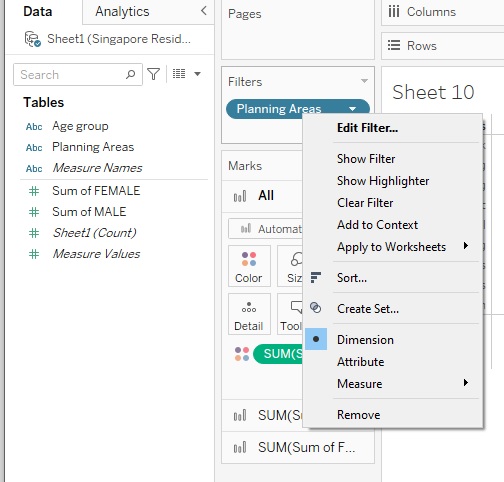 Data
Analytics
Sheet1 (Singapore Resid...
Search
Tables
Abc Age group
Abc Planning Areas
Abc Measure Names
# Sum of FEMALE
# Sum of MALE
# Sheet1 (Count)
# Measure Values
Pages
Filters
Planning Areas
Marks
All
Automat
Color
Siz
Detail
Tool
SUM(S
SUM(S
SUM(Sum of F...
Columns
Rows
Sheet 10
Edit Filter...
Show Filter
Show Highlighter
Clear Filter
Add to Context
Apply to Worksheets
Sort...
Create Set...
Dimension
Attribute
Measure
Remove